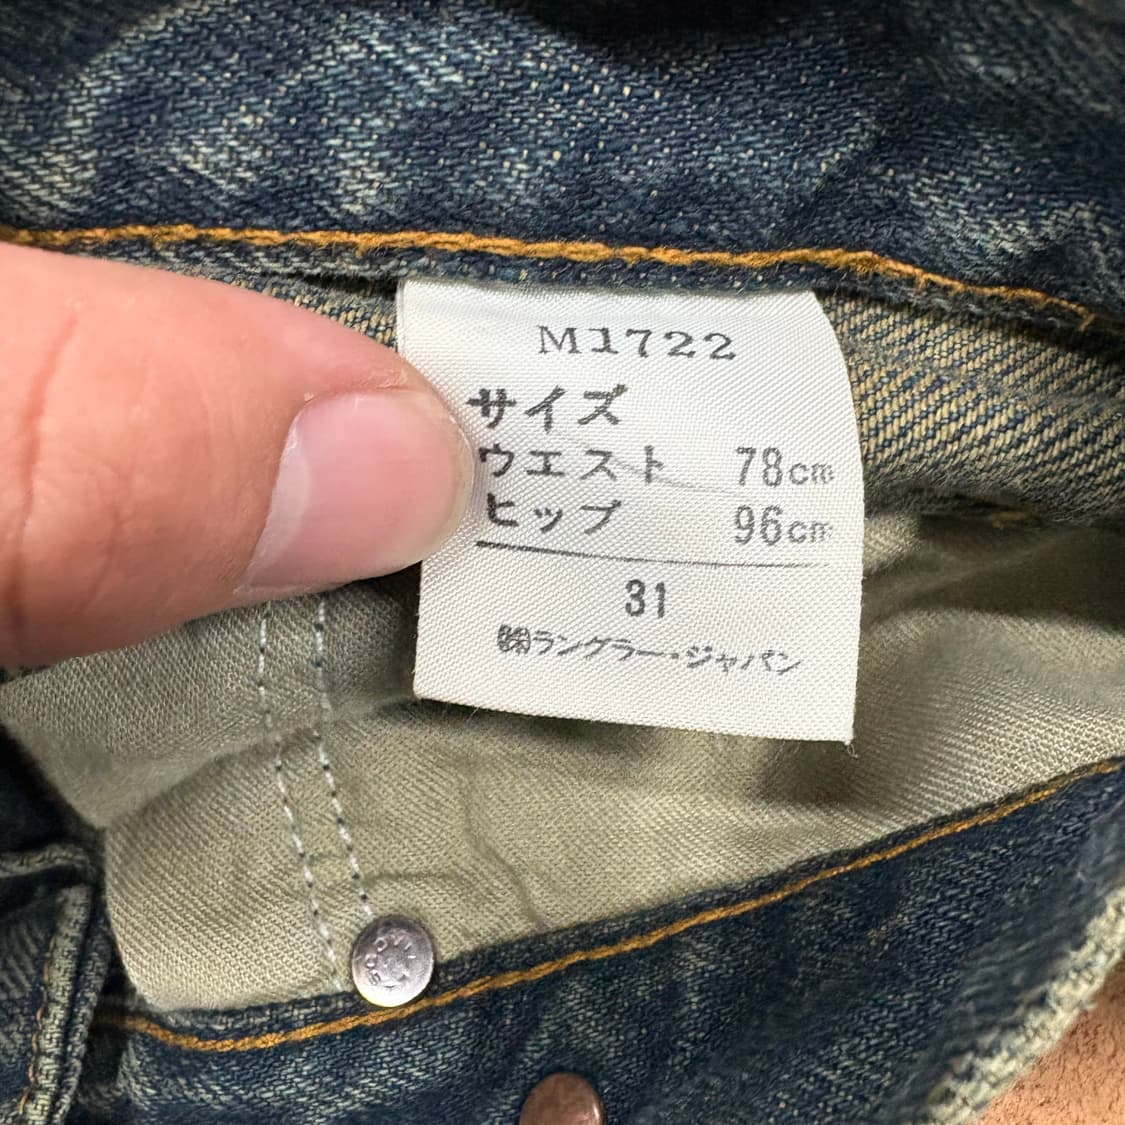 M1722
サイズ
ウエスト 78cm
ヒップ 96cm
31
㈱ラングラー・ジャパン